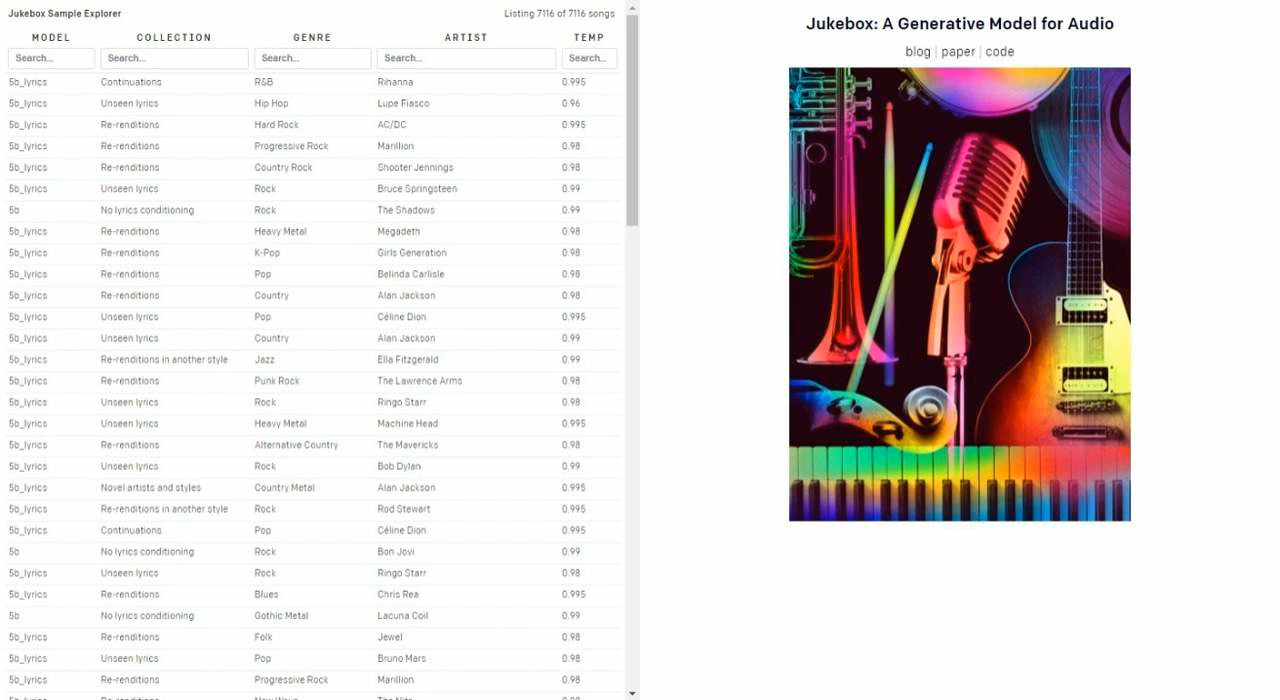 Jukebox Sample Explorer Listing 7116 of 7116 songs
MODEL COLLECTION GENRE ARTIST TEMP
Search... Search... Search... Search... Search...
5b_lyrics Continuations R&B Rihanna 0.995
5b_lyrics Unseen lyrics Hip Hop Lupe Fiasco 0.96
5b_lyrics Re-renditions Hard Rock AC/DC 0.995
5b_lyrics Re-renditions Progressive Rock Marillion 0.98
5b_lyrics Re-renditions Country Rock Shooter Jennings 0.98
5b_lyrics Unseen lyrics Rock Bruce Springsteen 0.99
5b No lyrics conditioning Rock The Shadows 0.99
5b_lyrics Re-renditions Heavy Metal Megadeth 0.98
5b_lyrics Re-renditions K-Pop Girls Generation 0.98
5b_lyrics Re-renditions Pop Belinda Carlisle 0.98
5b_lyrics Re-renditions Country Alan Jackson 0.98
5b_lyrics Unseen lyrics Pop Céline Dion 0.995
5b_lyrics Unseen lyrics Country Alan Jackson 0.99
5b_lyrics Re-renditions in another style Jazz Ella Fitzgerald 0.99
5b_lyrics Re-renditions Punk Rock The Lawrence Arms 0.98
5b_lyrics Unseen lyrics Rock Ringo Starr 0.98
5b_lyrics Unseen lyrics Heavy Metal Machine Head 0.995
5b_lyrics Re-renditions Alternative Country The Mavericks 0.98
5b_lyrics Unseen lyrics Rock Bob Dylan 0.99
5b_lyrics Novel artists and styles Country Metal Alan Jackson 0.995
5b_lyrics Re-renditions in another style Rock Rod Stewart 0.995
5b_lyrics Continuations Pop Céline Dion 0.995
5b No lyrics conditioning Rock Bon Jovi 0.99
5b_lyrics Unseen lyrics Rock Ringo Starr 0.98
5b_lyrics Re-renditions Blues Chris Rea 0.995
5b No lyrics conditioning Gothic Metal Lacuna Coil 0.99
5b_lyrics Re-renditions Folk Jewel 0.98
5b_lyrics Unseen lyrics Pop Bruno Mars 0.98
5b_lyrics Re-renditions Progressive Rock Marillion 0.98
Jukebox: A Generative Model for Audio
blog | paper | code